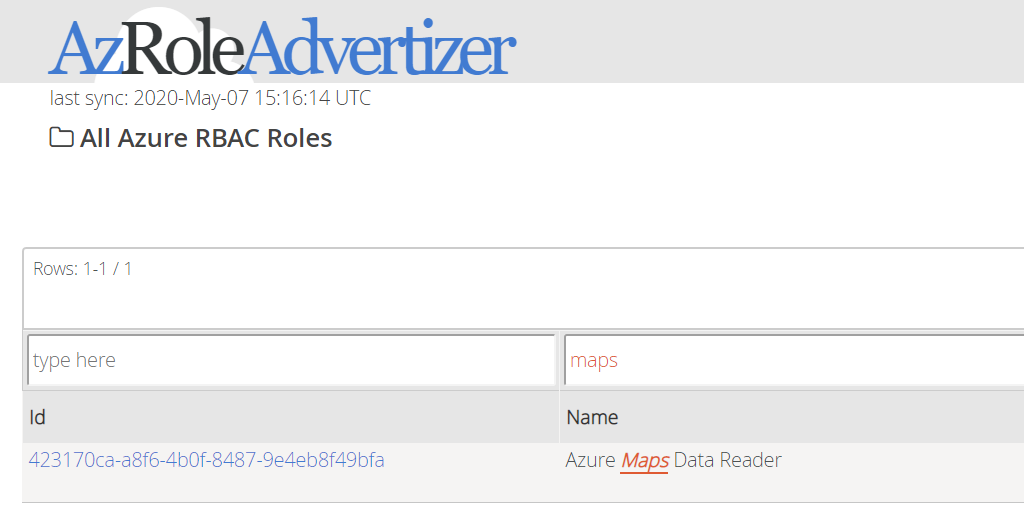 AzRoleAdvertizer
last sync: 2020-May-07 15:16:14 UTC
All Azure RBAC Roles
Rows: 1-1 / 1
type here maps
Id Name
423170ca-a8f6-4b0f-8487-9e4eb8f49bfa Azure Maps Data Reader